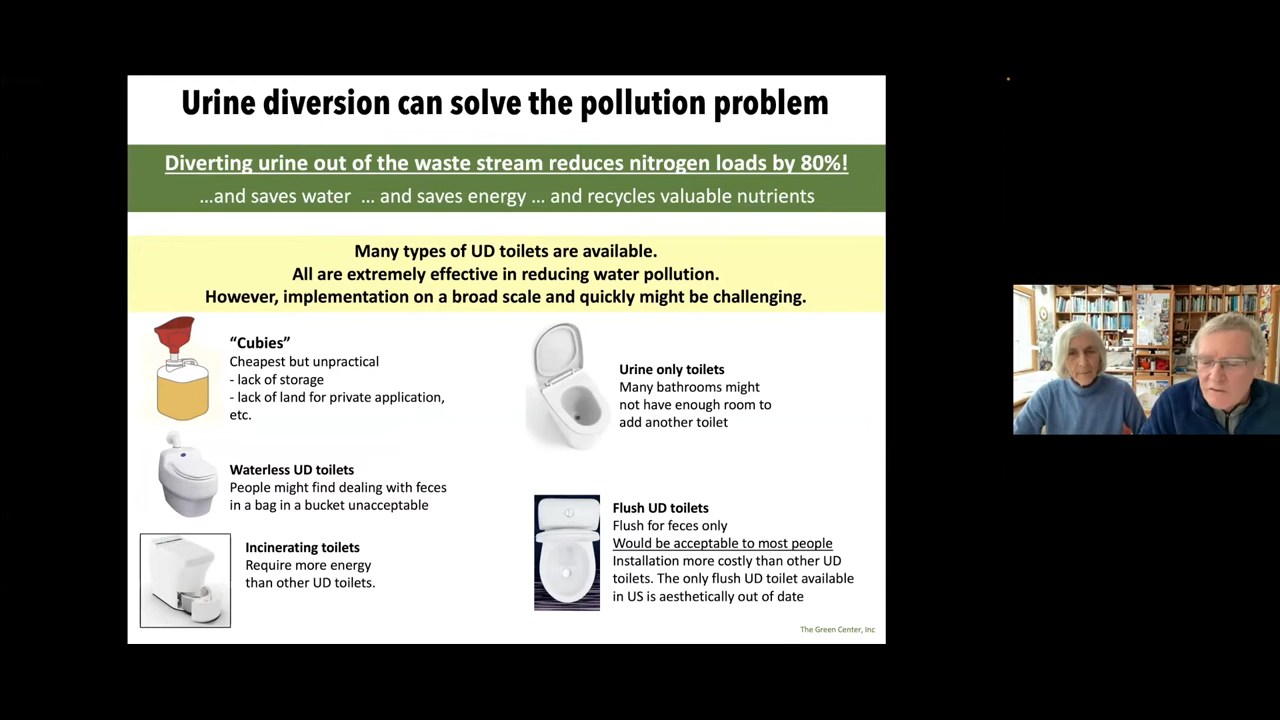 Urine diversion can solve the pollution problem
Diverting urine out of the waste stream reduces nitrogen loads by 80%!
…and saves water … and saves energy … and recycles valuable nutrients
Many types of UD toilets are available.
All are extremely effective in reducing water pollution.
However, implementation on a broad scale and quickly might be challenging.
“Cubies”
Cheapest but unpractical
- lack of storage
- lack of land for private application,
etc.
Waterless UD toilets
People might find dealing with feces
in a bag in a bucket unacceptable
Incinerating toilets
Require more energy
than other UD toilets.
Urine only toilets
Many bathrooms might
not have enough room to
add another toilet
Flush UD toilets
Flush for feces only
Would be acceptable to most people
Installation more costly than other UD
toilets. The only flush UD toilet available
in US is aesthetically out of date
The Green Center, Inc